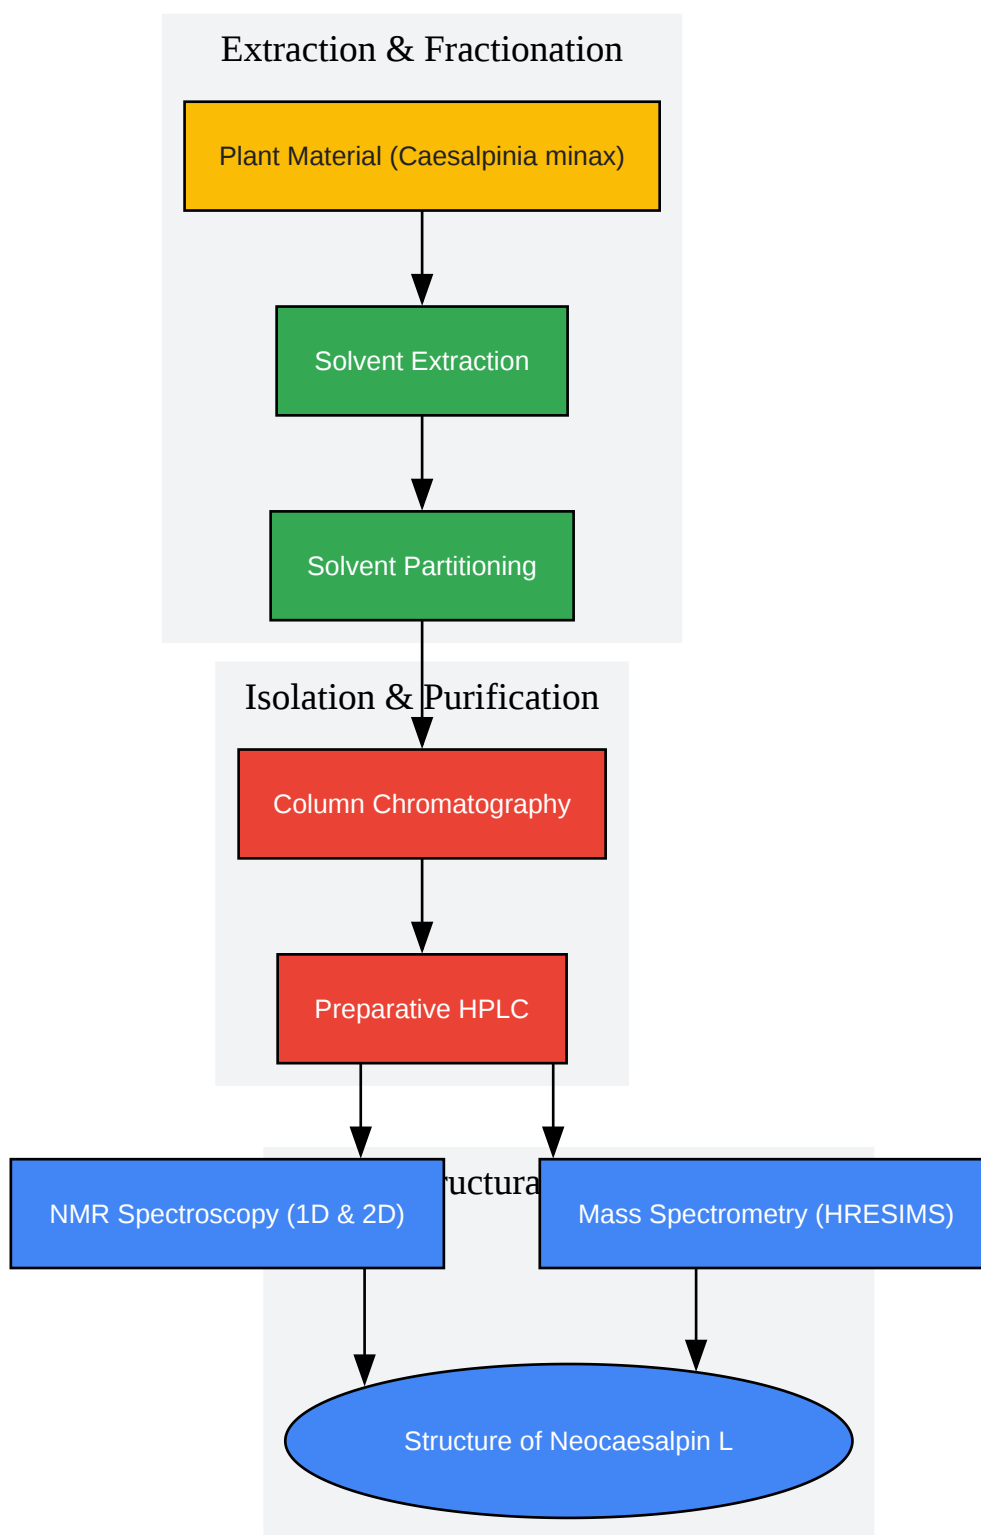 Extraction & Fractionation
Plant Material (Caesalpinia minax)
Solvent Extraction
Solvent Partitioning
Isolation & Purification
Column Chromatography
Preparative HPLC
NMR Spectroscopy (1D & 2D)
Mass Spectrometry (HRESIMS)
Structure of Neocaesalpin L